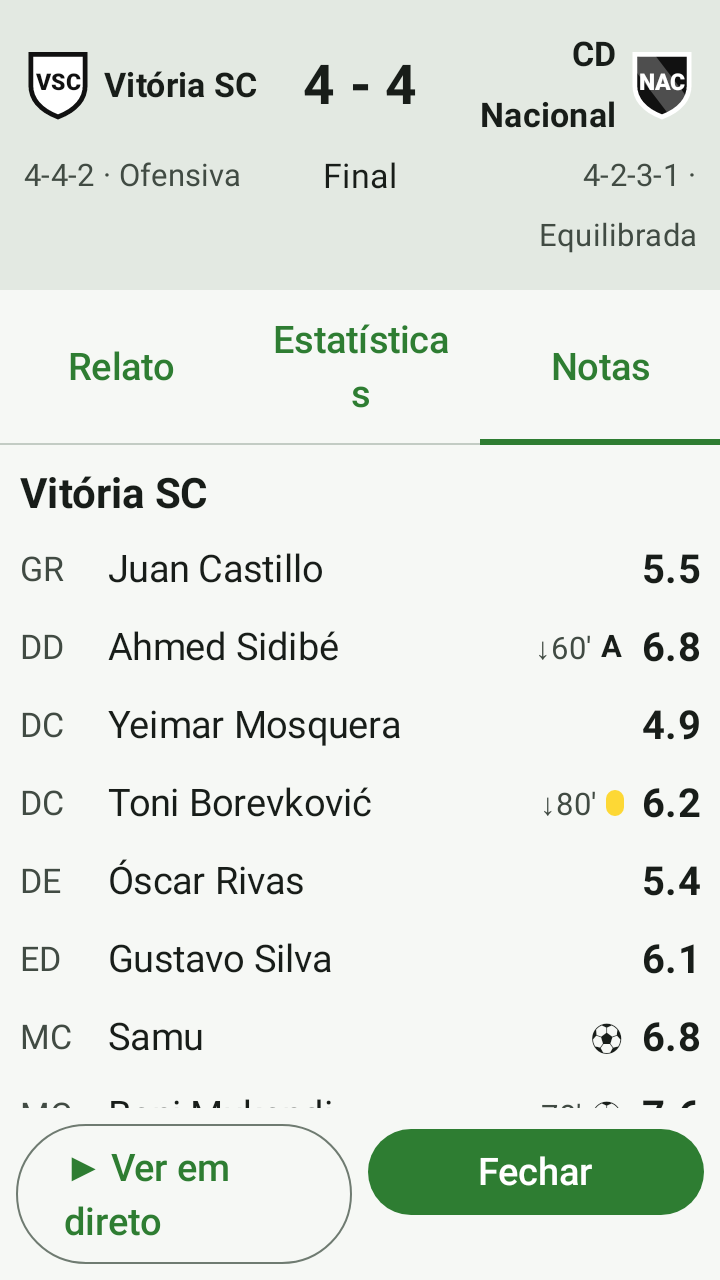 VSC Vitória SC 4 - 4 CD Nacional NAC
4-4-2 · Ofensiva Final 4-2-3-1 · Equilibrada
Relato Estatísticas Notas
Vitória SC
GR Juan Castillo 5.5
DD Ahmed Sidibé ↓60' A 6.8
DC Yeimar Mosquera 4.9
DC Toni Borevković ↓80' 6.2
DE Óscar Rivas 5.4
ED Gustavo Silva 6.1
MC Samu 6.8
► Ver em direto
Fechar